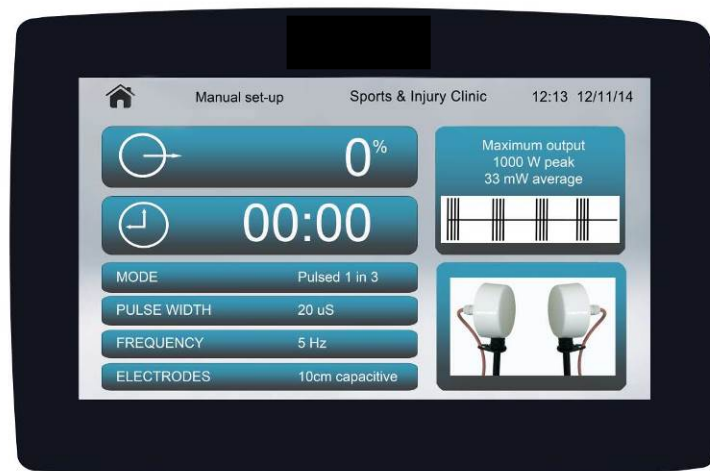 Manual set-up Sports & Injury Clinic 12:13 12/11/14
0%
00:00
MODE Pulsed 1 in 3
PULSE WIDTH 20 uS
FREQUENCY 5 Hz
ELECTRODES 10cm capacitive
Maximum output
1000 W peak
33 mW average